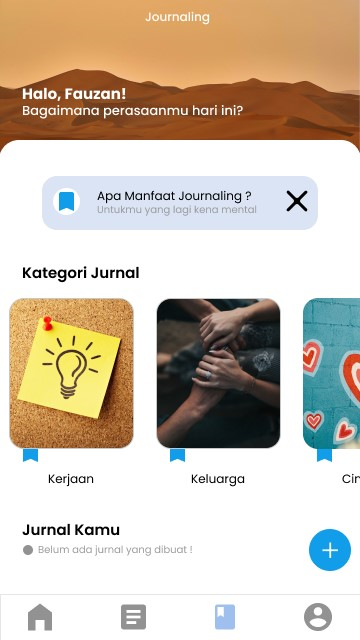 Journaling
Halo, Fauzan!
Bagaimana perasaanmu hari ini?
Apa Manfaat Journaling ?
Untukmu yang lagi kena mental
Kategori Jurnal
Kerjaan
Keluarga
Jurnal Kamu
Belum ada jurnal yang dibuat !